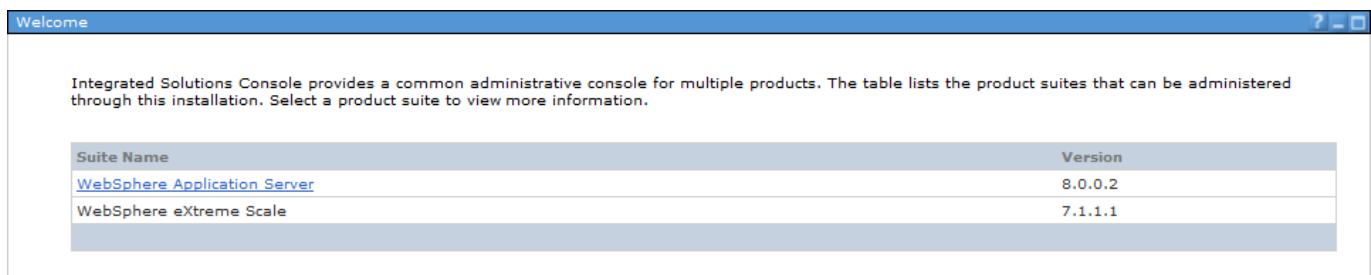 Welcome ?
Integrated Solutions Console provides a common administrative console for multiple products. The table lists the product suites that can be administered
through this installation. Select a product suite to view more information.
Suite Name Version
WebSphere Application Server 8.0.0.2
WebSphere eXtreme Scale 7.1.1.1